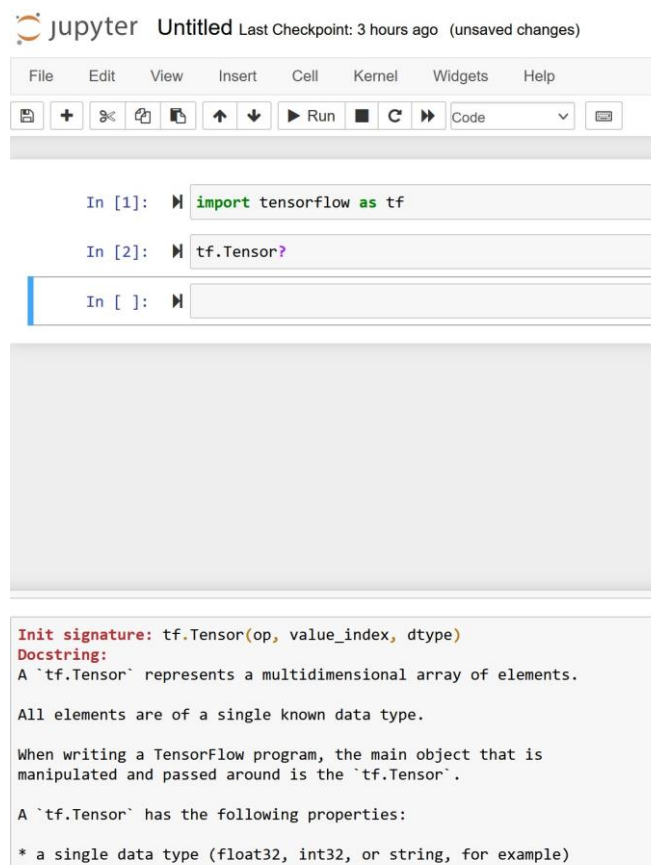 jupyter Untitled Last Checkpoint: 3 hours ago (unsaved changes)
File Edit View Insert Cell Kernel Widgets Help
Run Code
In [1]: import tensorflow as tf
In [2]: tf.Tensor?
In [ ]:
Init signature: tf.Tensor(op, value_index, dtype)
Docstring:
A `tf.Tensor` represents a multidimensional array of elements.
All elements are of a single known data type.
When writing a TensorFlow program, the main object that is
manipulated and passed around is the `tf.Tensor`.
A `tf.Tensor` has the following properties:
* a single data type (float32, int32, or string, for example)